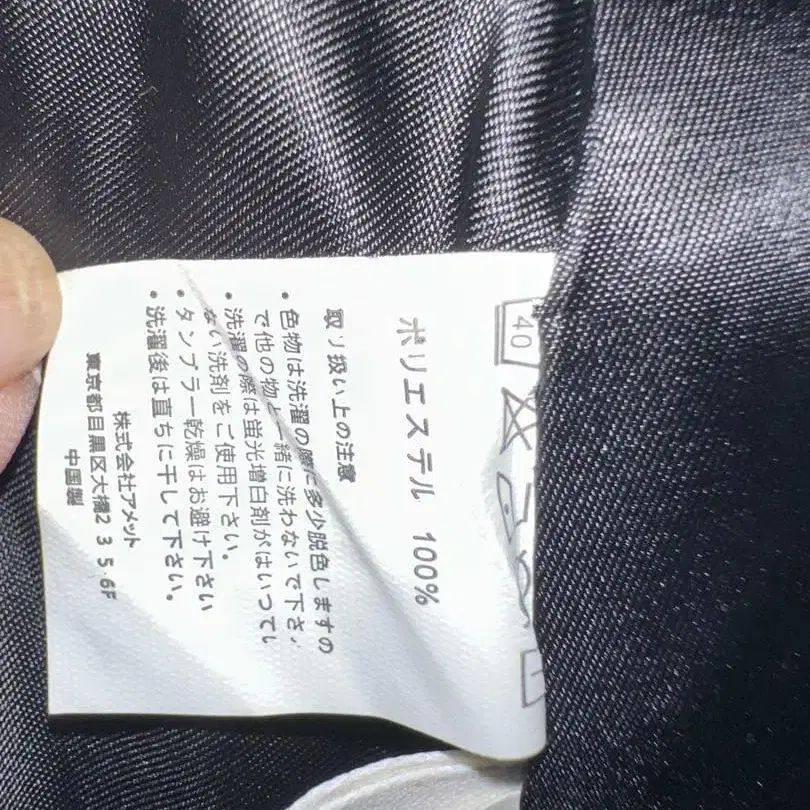 40
ポリエステル 100%
取り扱い上の注意
・色物は洗濯の際に多少脱色しますの
で他の物と一緒に洗わないで下さ
・洗濯の際は蛍光増白剤がはいつてい
ない洗剤をご使用下さい。
・タンブラー乾燥はお避け下さい
・洗濯後は直ちに干して下さい。
株式会社アメット
東京都目黒区大橋2 3 5.6F
中国製